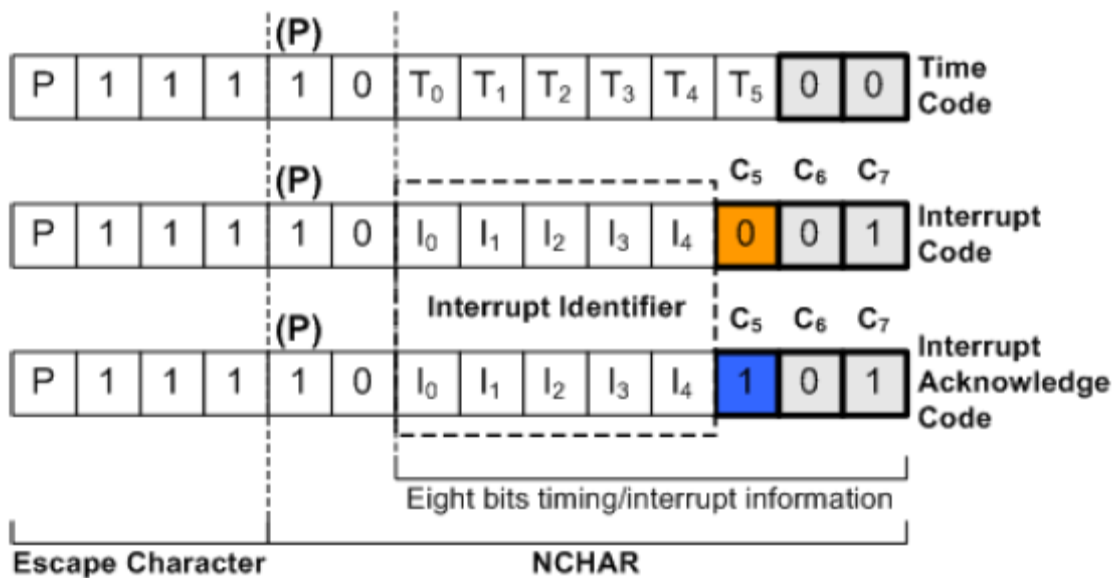 (P)
P 1 1 1 1 0 T₀ T₁ T₂ T₃ T₄ T₅ 0 0 Time Code
(P) C₅ C₆ C₇
P 1 1 1 1 0 I₀ I₁ I₂ I₃ I₄ 0 0 1 Interrupt Code
Interrupt Identifier
(P) C₅ C₆ C₇
P 1 1 1 1 0 I₀ I₁ I₂ I₃ I₄ 1 0 1 Interrupt Acknowledge Code
Eight bits timing/interrupt information
Escape Character NCHAR